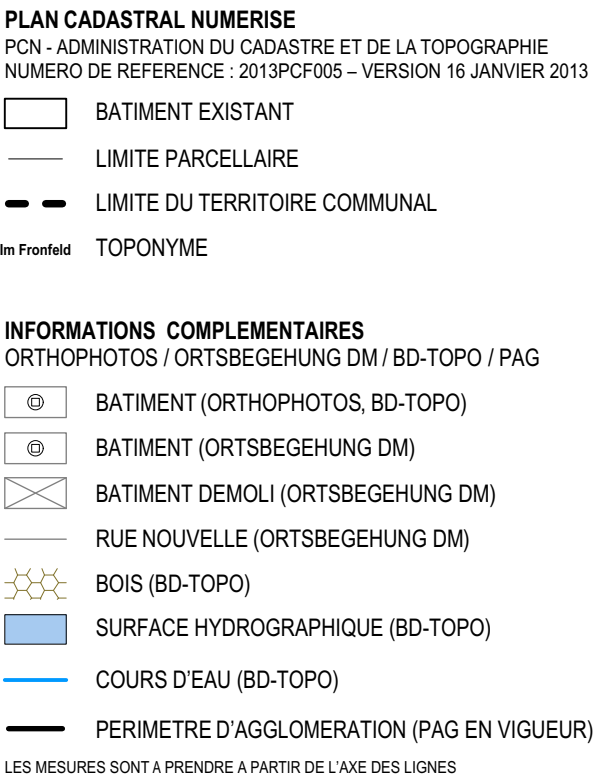 PLAN CADASTRAL NUMERISE
PCN - ADMINISTRATION DU CADASTRE ET DE LA TOPOGRAPHIE
NUMERO DE REFERENCE : 2013PCF005 – VERSION 16 JANVIER 2013
BATIMENT EXISTANT
LIMITE PARCELLAIRE
LIMITE DU TERRITOIRE COMMUNAL
Im Fronfeld TOPONYME
INFORMATIONS COMPLEMENTAIRES
ORTHOPHOTOS / ORTSBEGEHUNG DM / BD-TOPO / PAG
BATIMENT (ORTHOPHOTOS, BD-TOPO)
BATIMENT (ORTSBEGEHUNG DM)
BATIMENT DEMOLI (ORTSBEGEHUNG DM)
RUE NOUVELLE (ORTSBEGEHUNG DM)
BOIS (BD-TOPO)
SURFACE HYDROGRAPHIQUE (BD-TOPO)
COURS D'EAU (BD-TOPO)
PERIMETRE D'AGGLOMERATION (PAG EN VIGUEUR)
LES MESURES SONT A PRENDRE A PARTIR DE L'AXE DES LIGNES